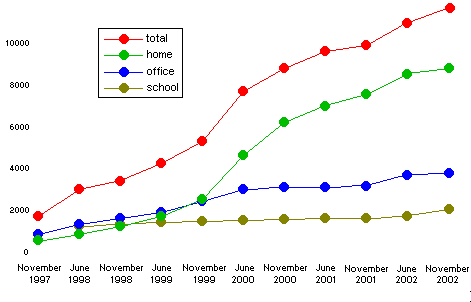 total
home
office
school
10000
8000
6000
4000
2000
0
November 1997
June 1998
November 1998
June 1999
November 1999
June 2000
November 2000
June 2001
November 2001
June 2002
November 2002